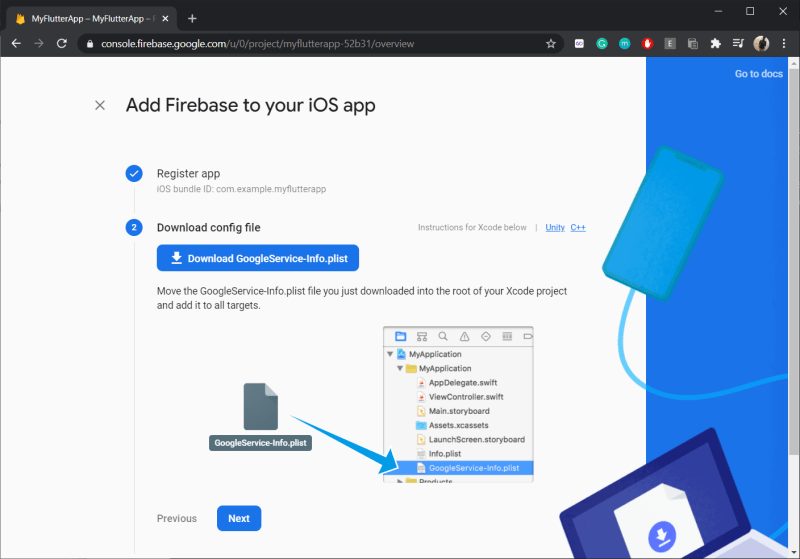 MyFlutterApp – MyFlutterApp –
console.firebase.google.com/u/0/project/myflutterapp-52b31/overview
Go to docs
Add Firebase to your iOS app
Register app
iOS bundle ID: com.example.myflutterapp
2 Download config file
Instructions for Xcode below | Unity C++
Download GoogleService-Info.plist
Move the GoogleService-Info.plist file you just downloaded into the root of your Xcode project
and add it to all targets.
MyApplication
MyApplication
AppDelegate.swift
ViewController.swift
Main.storyboard
Assets.xcassets
LaunchScreen.storyboard
Info.plist
GoogleService-Info.plist
Products
GoogleService-Info.plist
Previous
Next